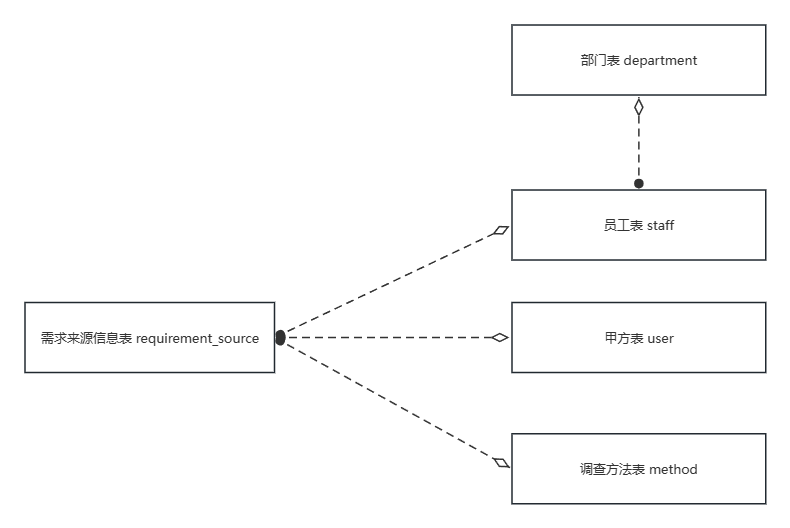 部门表 department
员工表 staff
需求来源信息表 requirement_source
甲方表 user
调查方法表 method